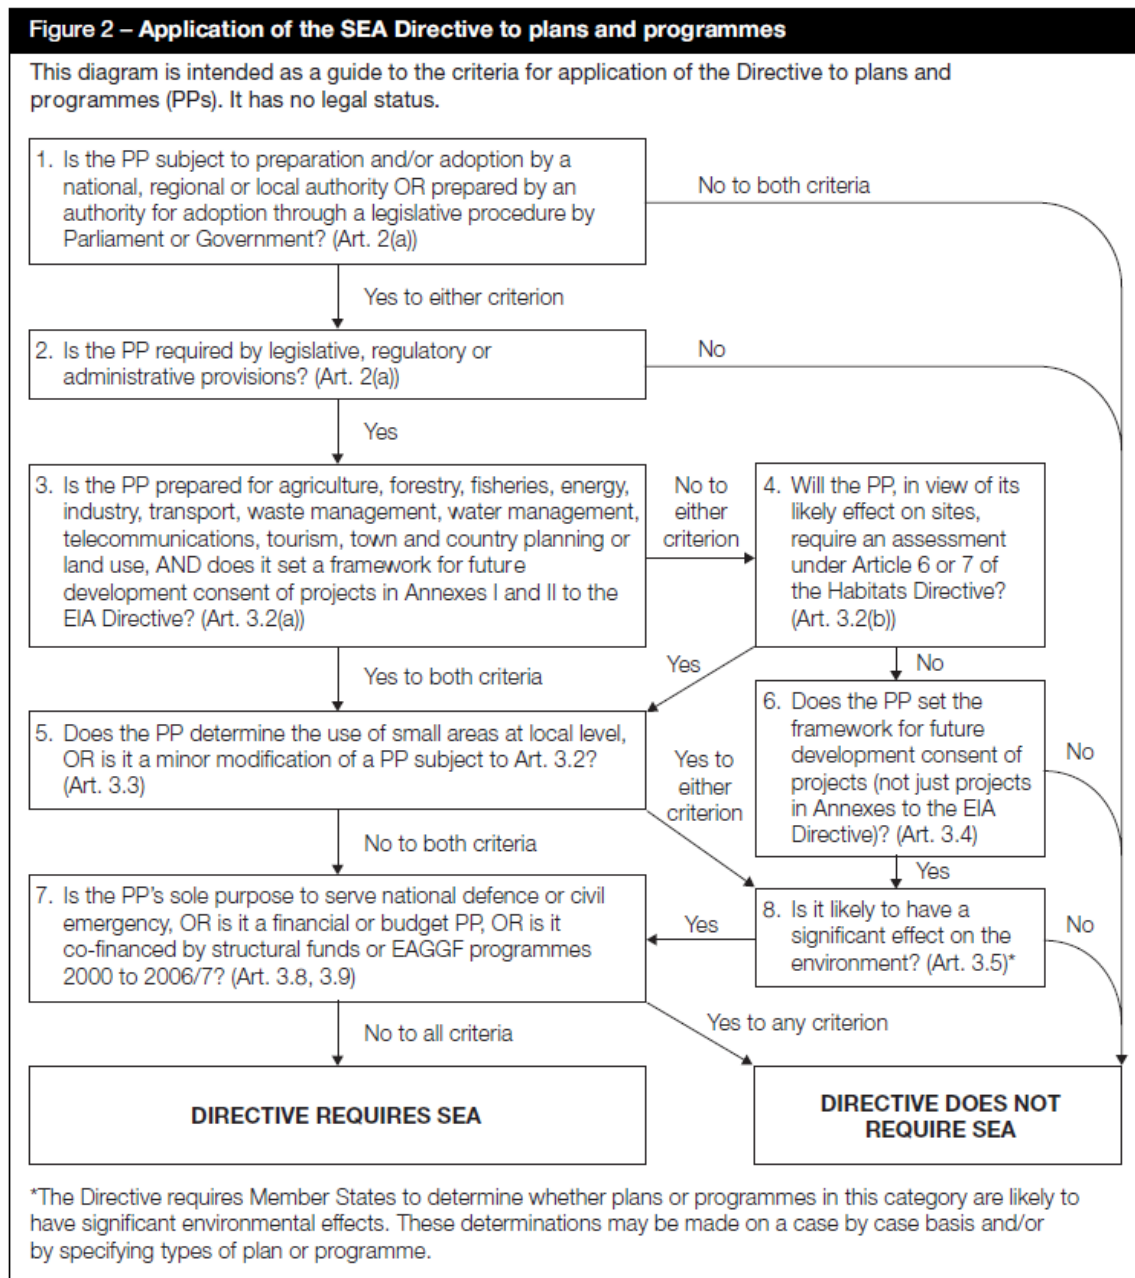 Figure 2 – Application of the SEA Directive to plans and programmes
This diagram is intended as a guide to the criteria for application of the Directive to plans and
programmes (PPs). It has no legal status.
1. Is the PP subject to preparation and/or adoption by a
national, regional or local authority OR prepared by an
authority for adoption through a legislative procedure by
Parliament or Government? (Art. 2(a))
No to both criteria
Yes to either criterion
2. Is the PP required by legislative, regulatory or
administrative provisions? (Art. 2(a))
No
Yes
3. Is the PP prepared for agriculture, forestry, fisheries, energy,
industry, transport, waste management, water management,
telecommunications, tourism, town and country planning or
land use, AND does it set a framework for future
development consent of projects in Annexes I and II to the
EIA Directive? (Art. 3.2(a))
No to
either
criterion
4. Will the PP, in view of its
likely effect on sites,
require an assessment
under Article 6 or 7 of
the Habitats Directive?
(Art. 3.2(b))
Yes to both criteria
Yes
No
5. Does the PP determine the use of small areas at local level,
OR is it a minor modification of a PP subject to Art. 3.2?
(Art. 3.3)
Yes to
either
criterion
6. Does the PP set the
framework for future
development consent of
projects (not just projects
in Annexes to the EIA
Directive)? (Art. 3.4)
No
No to both criteria
Yes
7. Is the PP's sole purpose to serve national defence or civil
emergency, OR is it a financial or budget PP, OR is it
co-financed by structural funds or EAGGF programmes
2000 to 2006/7? (Art. 3.8, 3.9)
Yes
8. Is it likely to have a
significant effect on the
environment? (Art. 3.5)*
No
No to all criteria
Yes to any criterion
DIRECTIVE REQUIRES SEA
DIRECTIVE DOES NOT
REQUIRE SEA
*The Directive requires Member States to determine whether plans or programmes in this category are likely to
have significant environmental effects. These determinations may be made on a case by case basis and/or
by specifying types of plan or programme.